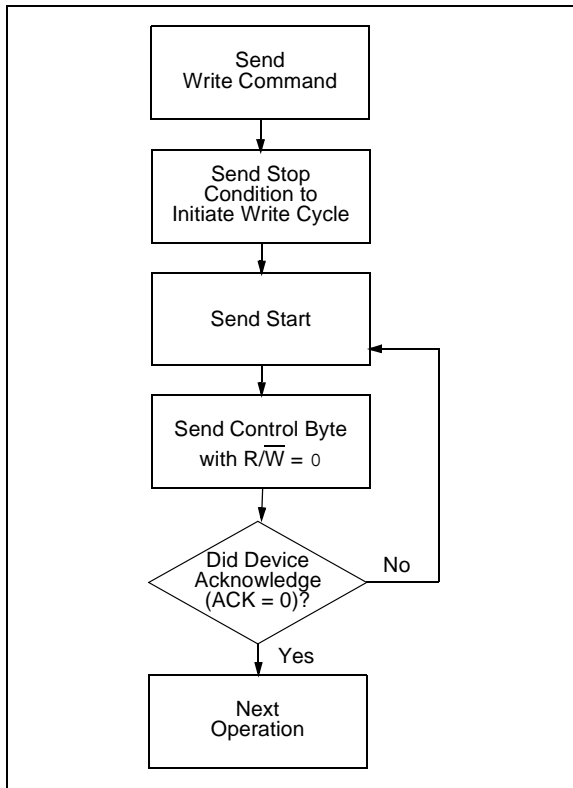 Send
Write Command
Send Stop
Condition to
Initiate Write Cycle
Send Start
Send Control Byte
with R/W̅ = 0
Did Device
Acknowledge
(ACK = 0)?
No
Yes
Next
Operation